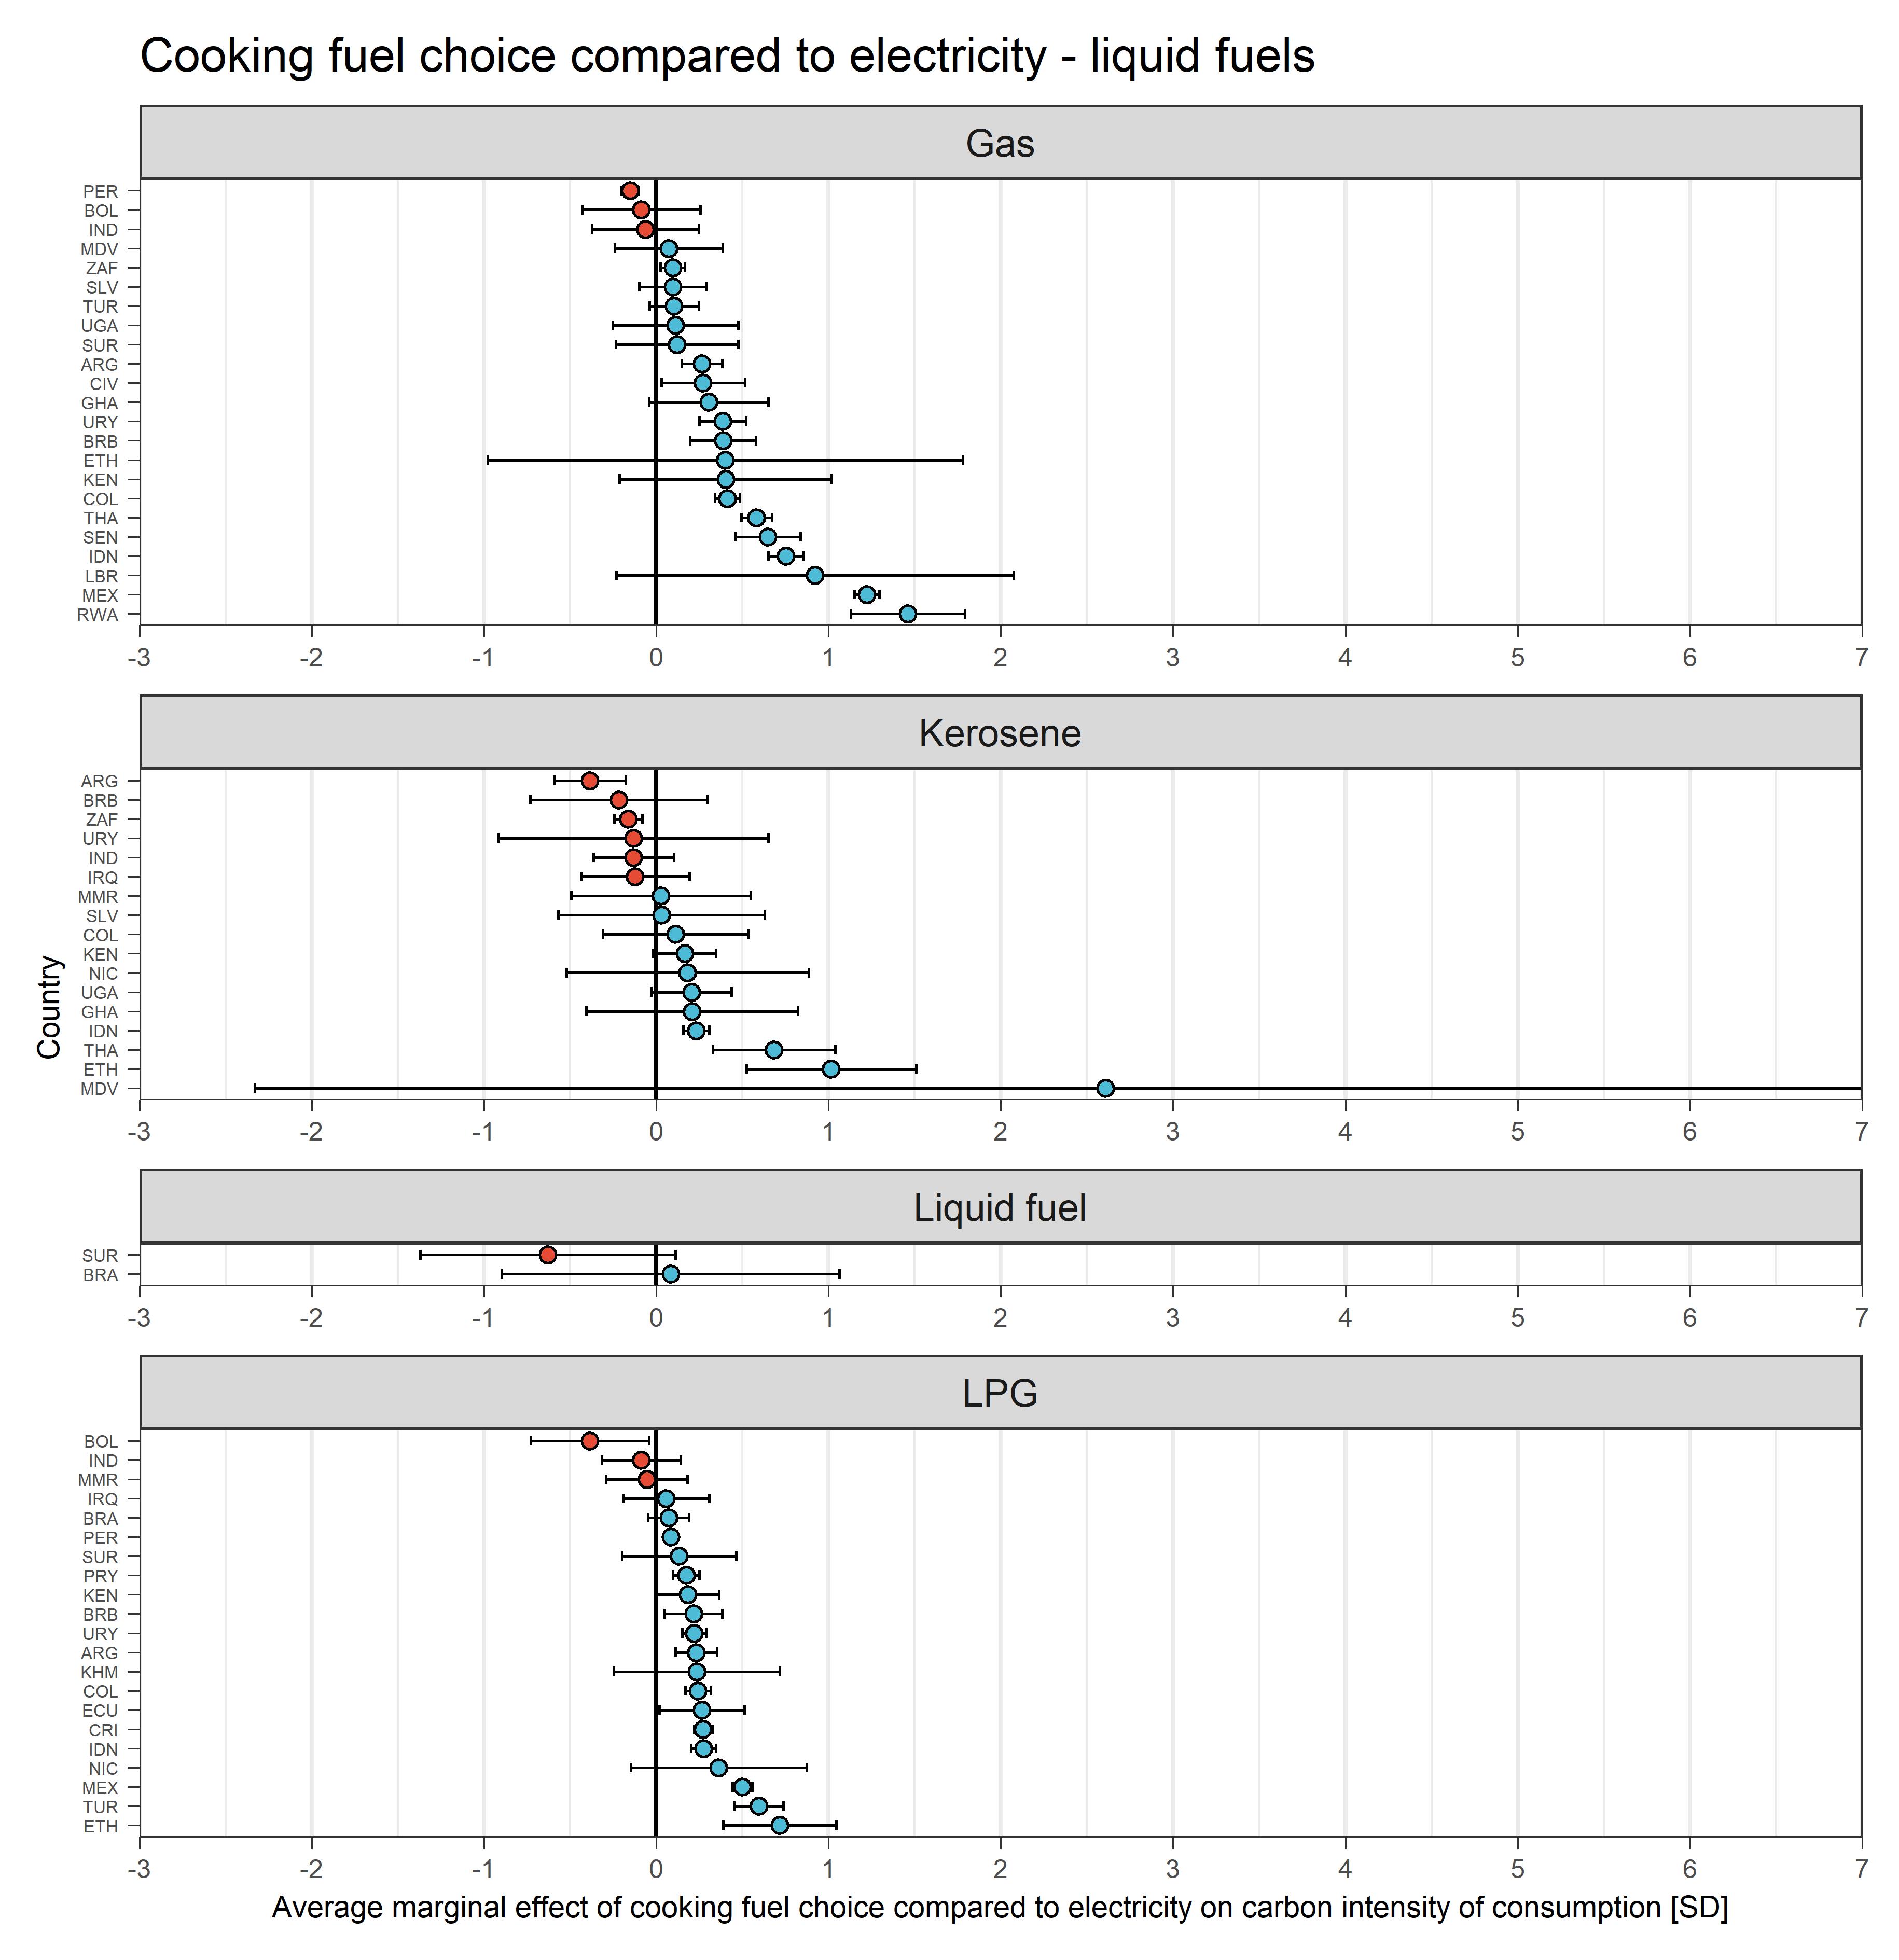 Cooking fuel choice compared to electricity - liquid fuels
Gas
PER
BOL
IND
MDV
ZAF
SLV
TUR
UGA
SUR
ARG
CIV
GHA
URY
BRB
ETH
KEN
COL
THA
SEN
IDN
LBR
MEX
RWA
-3 -2 -1 0 1 2 3 4 5 6 7
Kerosene
ARG
BRB
ZAF
URY
IND
IRQ
MMR
SLV
COL
KEN
NIC
UGA
GHA
IDN
THA
ETH
MDV
-3 -2 -1 0 1 2 3 4 5 6 7
Country
Liquid fuel
SUR
BRA
-3 -2 -1 0 1 2 3 4 5 6 7
LPG
BOL
IND
MMR
IRQ
BRA
PER
SUR
PRY
KEN
BRB
URY
ARG
KHM
COL
ECU
CRI
IDN
NIC
MEX
TUR
ETH
-3 -2 -1 0 1 2 3 4 5 6 7
Average marginal effect of cooking fuel choice compared to electricity on carbon intensity of consumption [SD]